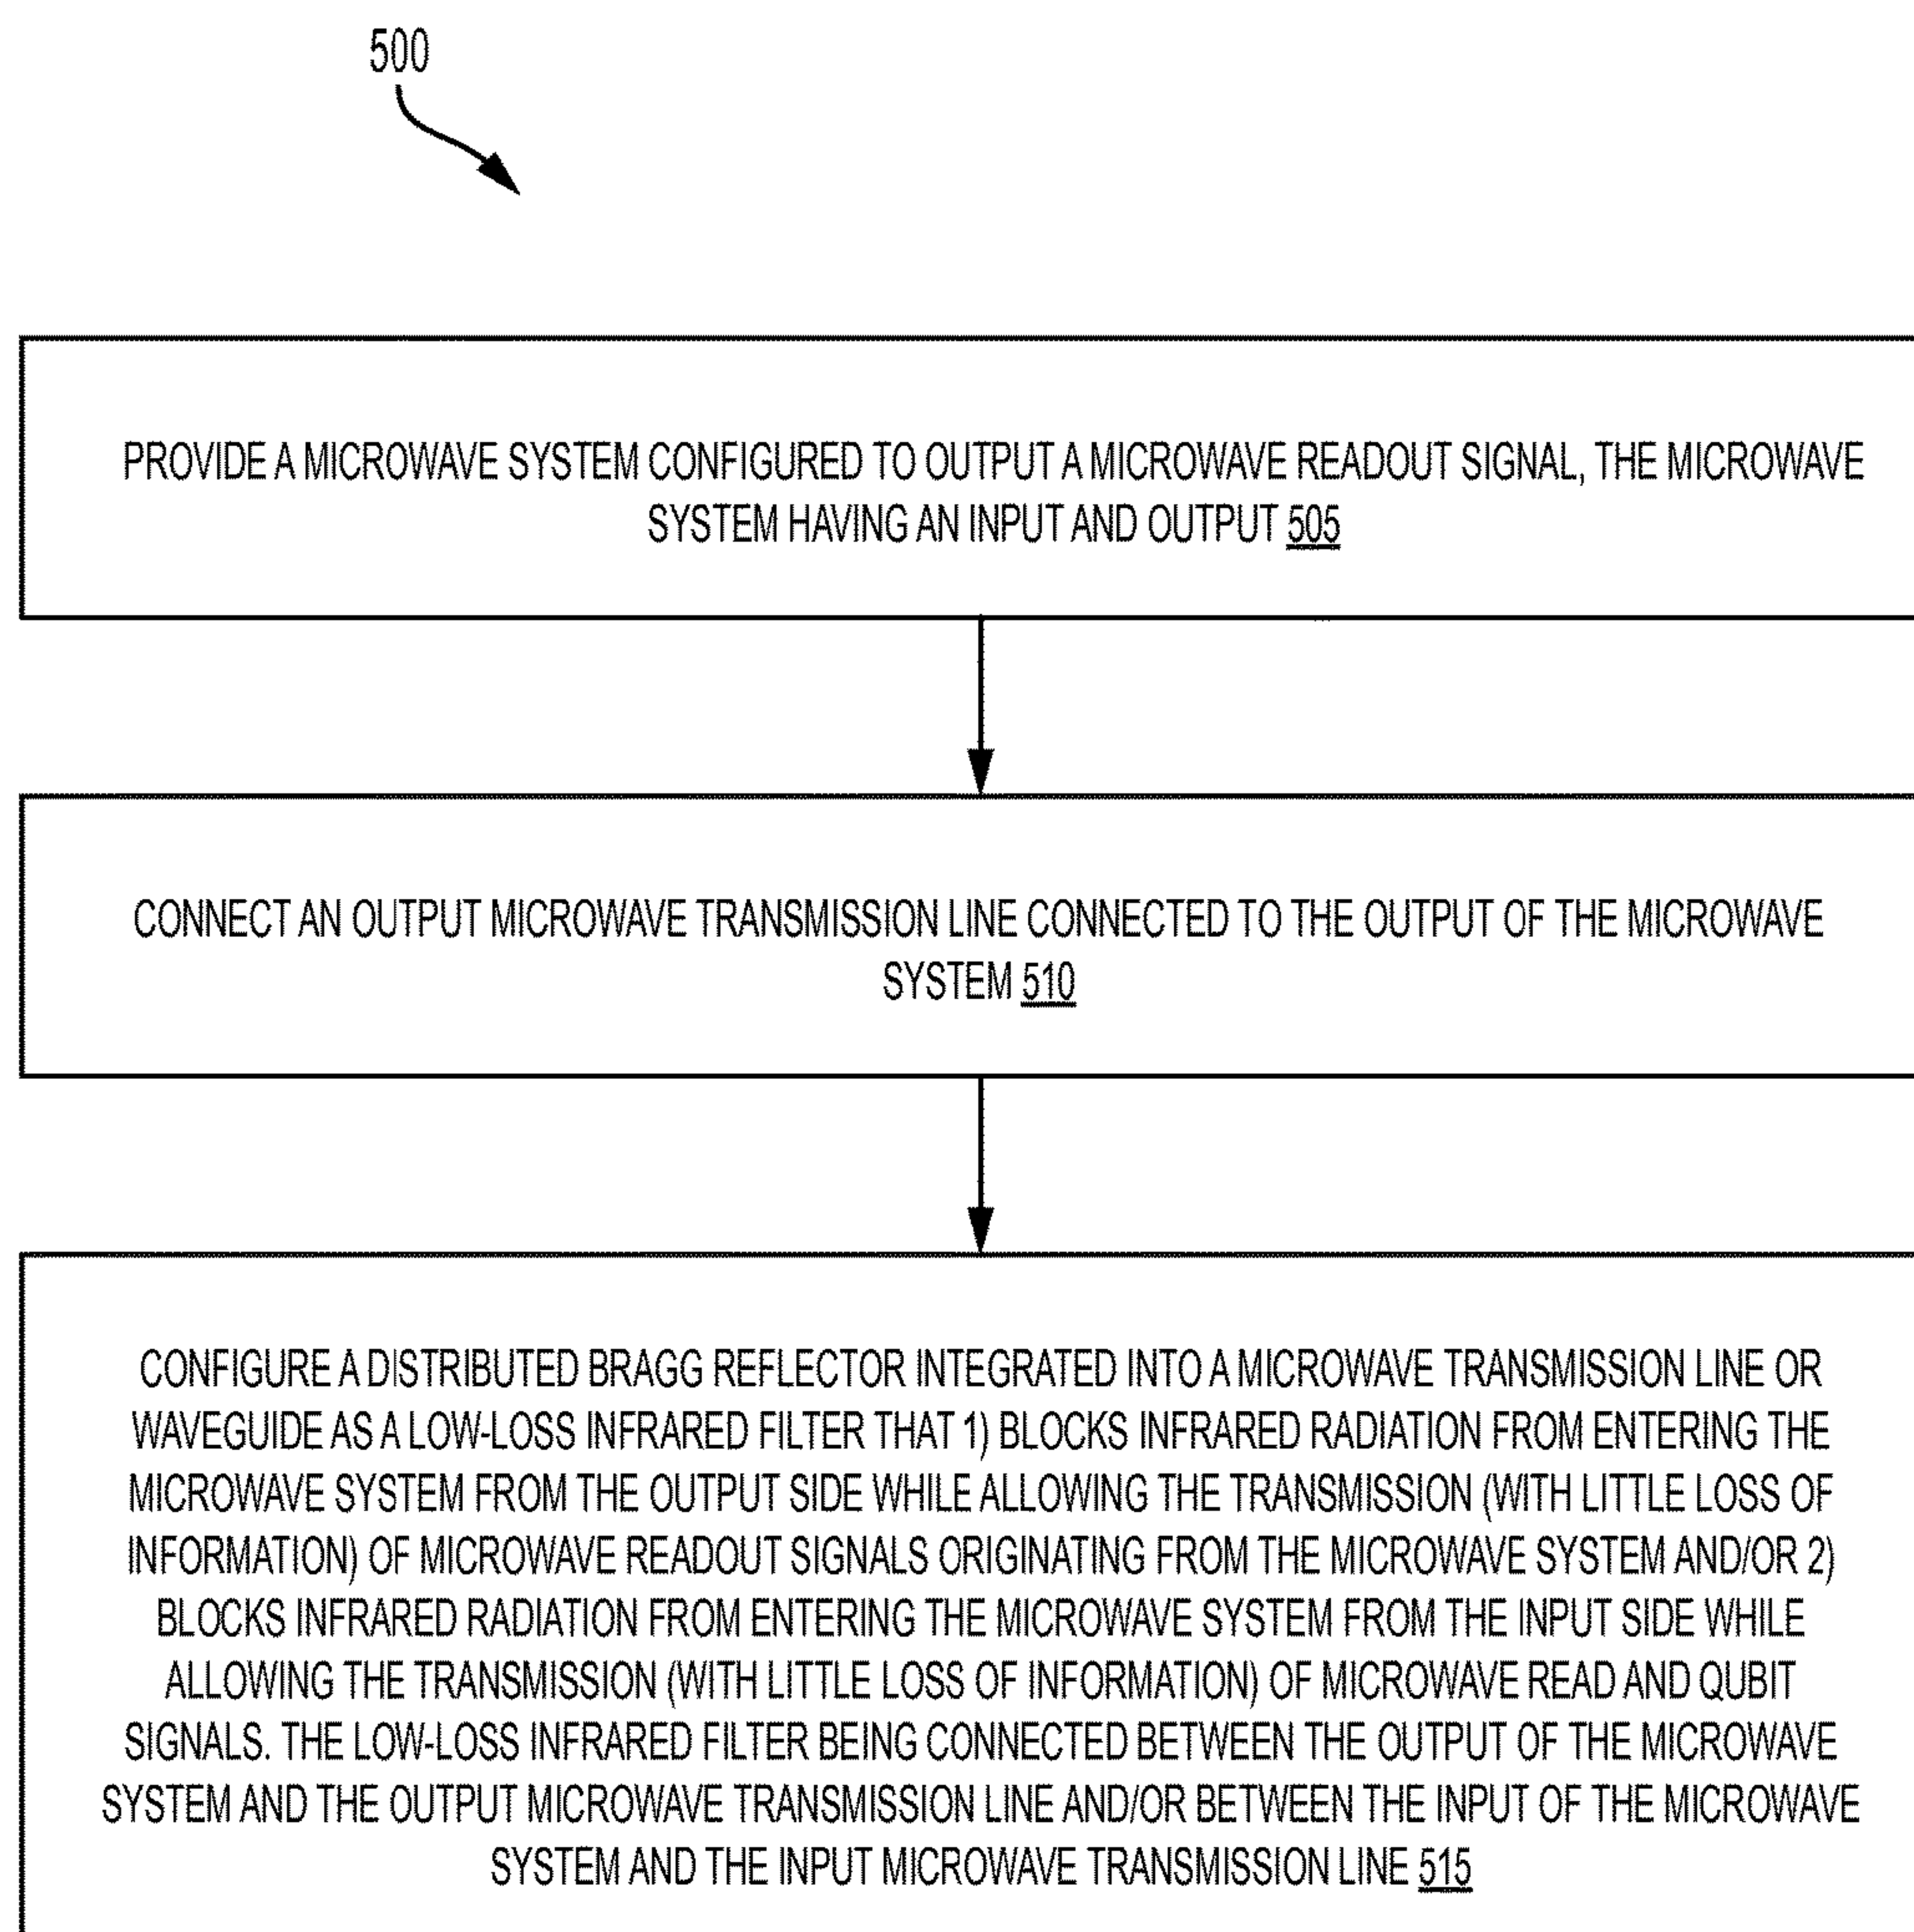 500
PROVIDE A MICROWAVE SYSTEM CONFIGURED TO OUTPUT A MICROWAVE READOUT SIGNAL, THE MICROWAVE
SYSTEM HAVING AN INPUT AND OUTPUT 505
CONNECT AN OUTPUT MICROWAVE TRANSMISSION LINE CONNECTED TO THE OUTPUT OF THE MICROWAVE
SYSTEM 510
CONFIGURE A DISTRIBUTED BRAGG REFLECTOR INTEGRATED INTO A MICROWAVE TRANSMISSION LINE OR
WAVEGUIDE AS A LOW-LOSS INFRARED FILTER THAT 1) BLOCKS INFRARED RADIATION FROM ENTERING THE
MICROWAVE SYSTEM FROM THE OUTPUT SIDE WHILE ALLOWING THE TRANSMISSION (WITH LITTLE LOSS OF
INFORMATION) OF MICROWAVE READOUT SIGNALS ORIGINATING FROM THE MICROWAVE SYSTEM AND/OR 2)
BLOCKS INFRARED RADIATION FROM ENTERING THE MICROWAVE SYSTEM FROM THE INPUT SIDE WHILE
ALLOWING THE TRANSMISSION (WITH LITTLE LOSS OF INFORMATION) OF MICROWAVE READ AND QUBIT
SIGNALS. THE LOW-LOSS INFRARED FILTER BEING CONNECTED BETWEEN THE OUTPUT OF THE MICROWAVE
SYSTEM AND THE OUTPUT MICROWAVE TRANSMISSION LINE AND/OR BETWEEN THE INPUT OF THE MICROWAVE
SYSTEM AND THE INPUT MICROWAVE TRANSMISSION LINE 515